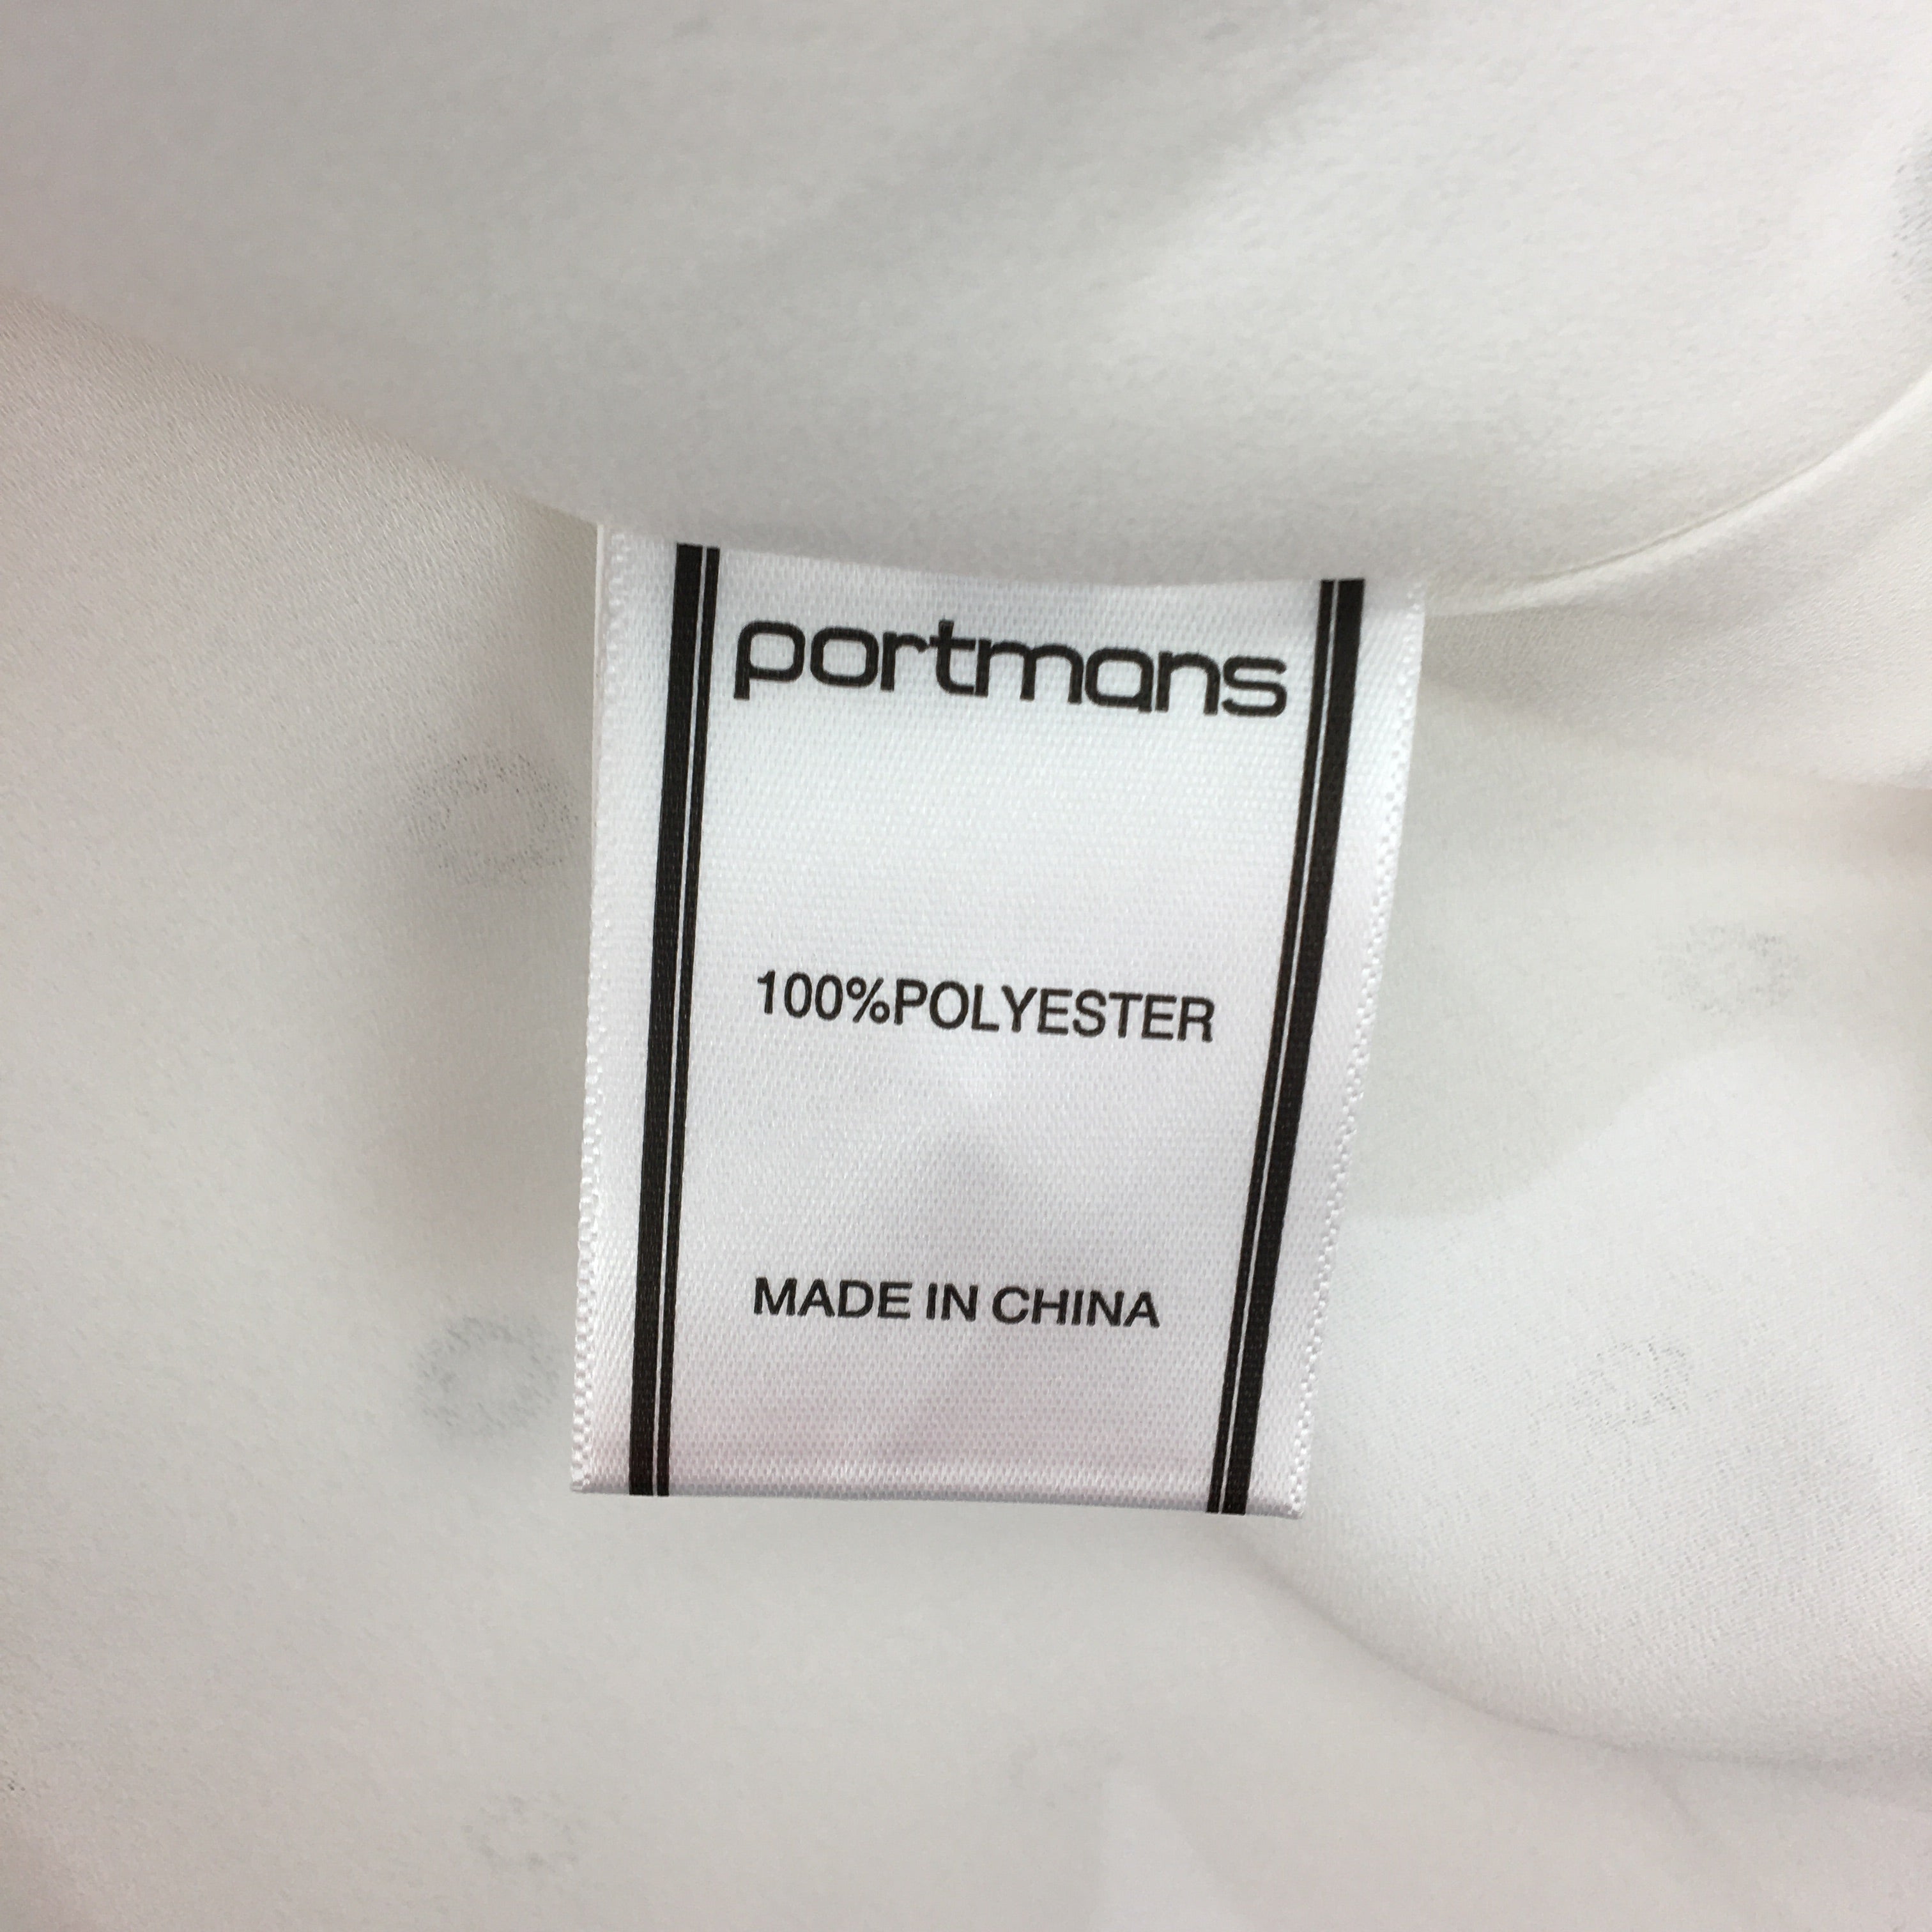 portmans
100%POLYESTER
MADE IN CHINA